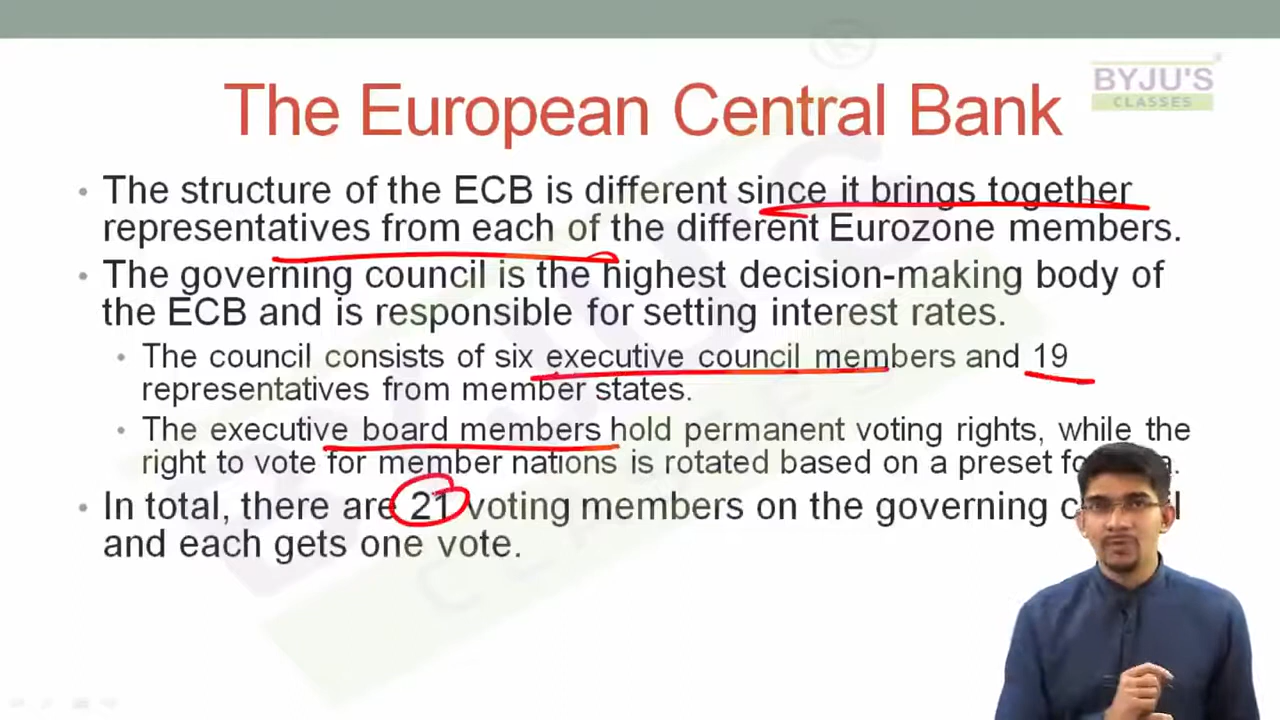 BYJU'S
CLASSES
The European Central Bank
• The structure of the ECB is different since it brings together
representatives from each of the different Eurozone members.
• The governing council is the highest decision-making body of
the ECB and is responsible for setting interest rates.
• The council consists of six executive council members and 19
representatives from member states.
• The executive board members hold permanent voting rights, while the
right to vote for member nations is rotated based on a preset
• In total, there are 21 voting members on the governing
and each gets one vote.